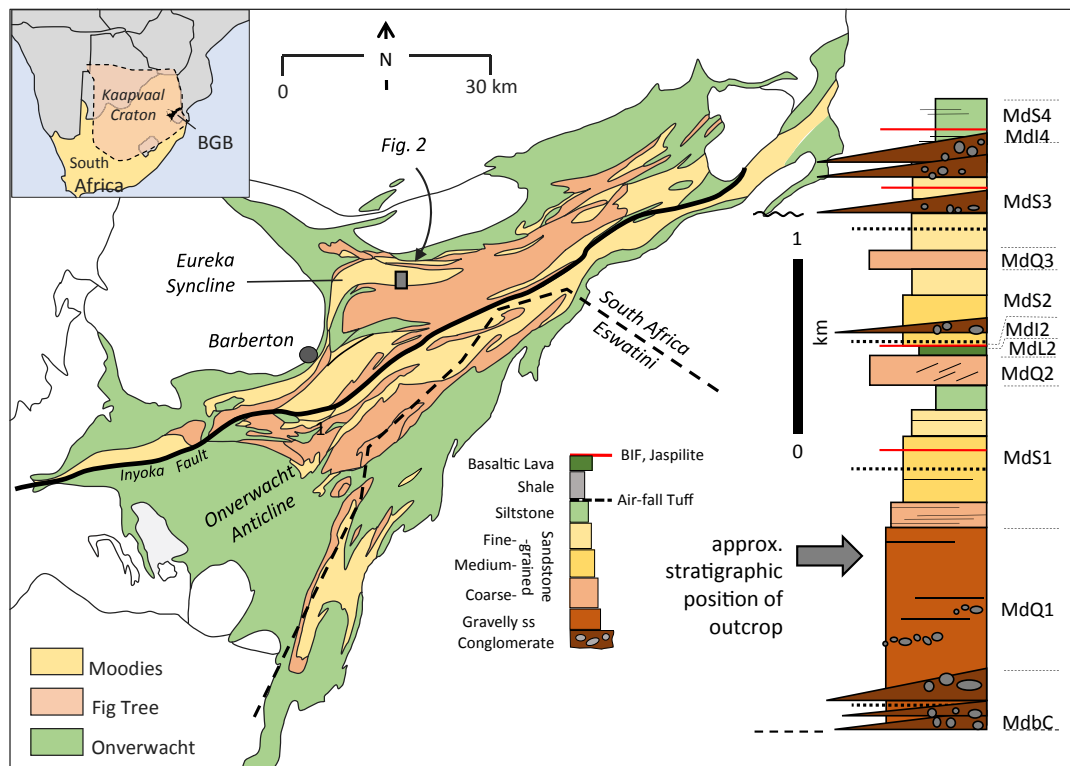 Kaapvaal
Craton
BGB
South
Africa
N
0
30 km
Fig. 2
Eureka
Syncline
Barberton
South Africa
Eswatini
Inyoka
Fault
Onverwacht
Anticline
1
Moodies
Fig Tree
Onverwacht
Basaltic Lava
Shale
Siltstone
Fine-
Medium-
Coarse-
grained
Sandstone
Gravelly ss
Conglomerate
BIF, Jaspilite
Air-fall Tuff
approx.
stratigraphic
position of
outcrop
1
km
0
MdS4
MdI4
MdS3
MdQ3
MdS2
MdI2
MdL2
MdQ2
MdS1
MdQ1
MdbC